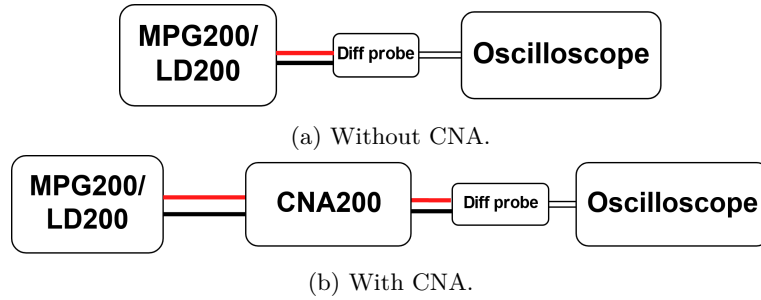 MPG200/
LD200
Diff probe
Oscilloscope
(a) Without CNA.
MPG200/
LD200
CNA200
Diff probe
Oscilloscope
(b) With CNA.